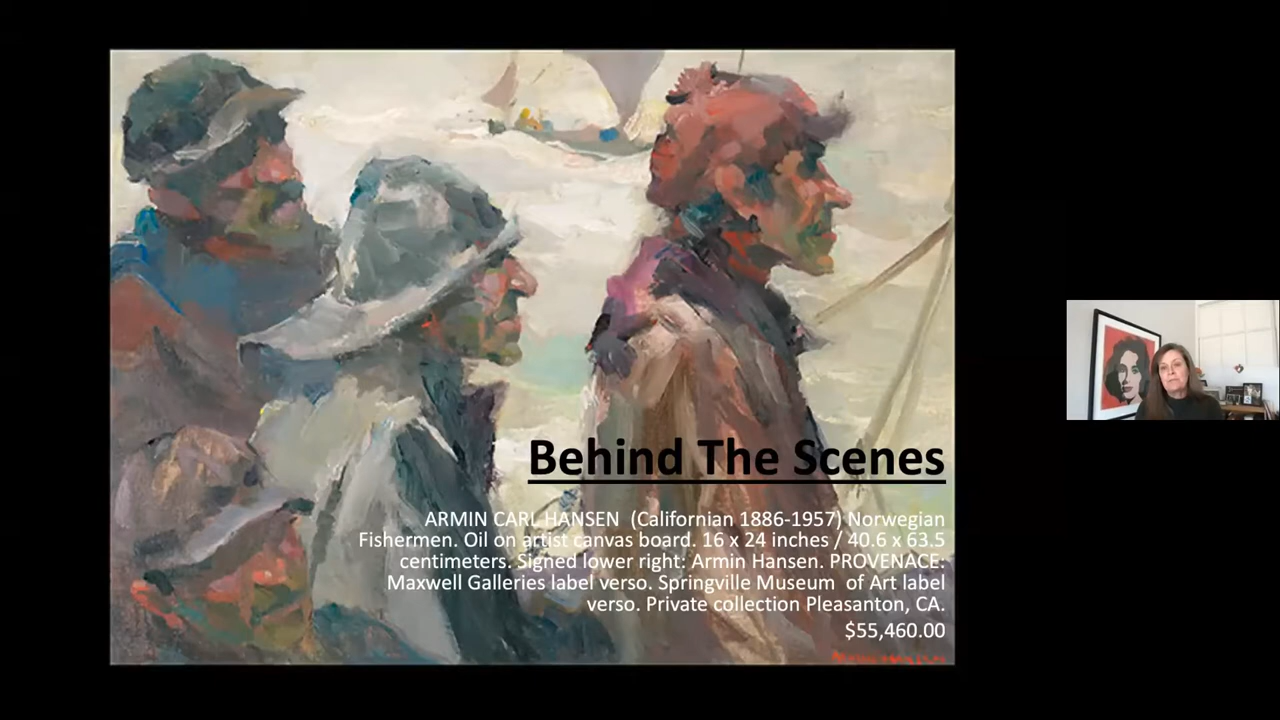 Behind The Scenes
ARMIN CARL HANSEN (Californian 1886-1957) Norwegian
Fishermen. Oil on artist canvas board. 16 x 24 inches / 40.6 x 63.5
centimeters. Signed lower right: Armin Hansen. PROVENACE:
Maxwell Galleries label verso. Springville Museum of Art label
verso. Private collection Pleasanton, CA.
$55,460.00